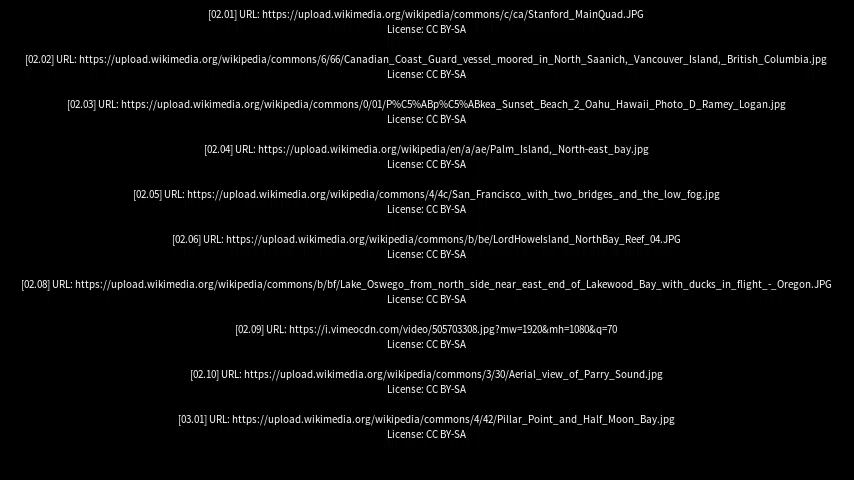 [02.01] URL: https://upload.wikimedia.org/wikipedia/commons/c/ca/Stanford_MainQuad.JPG
License: CC BY-SA
[02.02] URL: https://upload.wikimedia.org/wikipedia/commons/6/66/Canadian_Coast_Guard_vessel_moored_in_North_Saanich,_Vancouver_Island,_British_Columbia.jpg
License: CC BY-SA
[02.03] URL: https://upload.wikimedia.org/wikipedia/commons/0/01/P%C5%ABp%C5%ABkea_Sunset_Beach_2_Oahu_Hawaii_Photo_D_Ramey_Logan.jpg
License: CC BY-SA
[02.04] URL: https://upload.wikimedia.org/wikipedia/en/a/ae/Palm_Island,_North-east_bay.jpg
License: CC BY-SA
[02.05] URL: https://upload.wikimedia.org/wikipedia/commons/4/4c/San_Francisco_with_two_bridges_and_the_low_fog.jpg
License: CC BY-SA
[02.06] URL: https://upload.wikimedia.org/wikipedia/commons/b/be/LordHoweIsland_NorthBay_Reef_04.JPG
License: CC BY-SA
[02.08] URL: https://upload.wikimedia.org/wikipedia/commons/b/bf/Lake_Oswego_from_north_side_near_east_end_of_Lakewood_Bay_with_ducks_in_flight_-_Oregon.JPG
License: CC BY-SA
[02.09] URL: https://i.vimeocdn.com/video/505703308.jpg?mw=1920&mh=1080&q=70
License: CC BY-SA
[02.10] URL: https://upload.wikimedia.org/wikipedia/commons/3/30/Aerial_view_of_Parry_Sound.jpg
License: CC BY-SA
[03.01] URL: https://upload.wikimedia.org/wikipedia/commons/4/42/Pillar_Point_and_Half_Moon_Bay.jpg
License: CC BY-SA